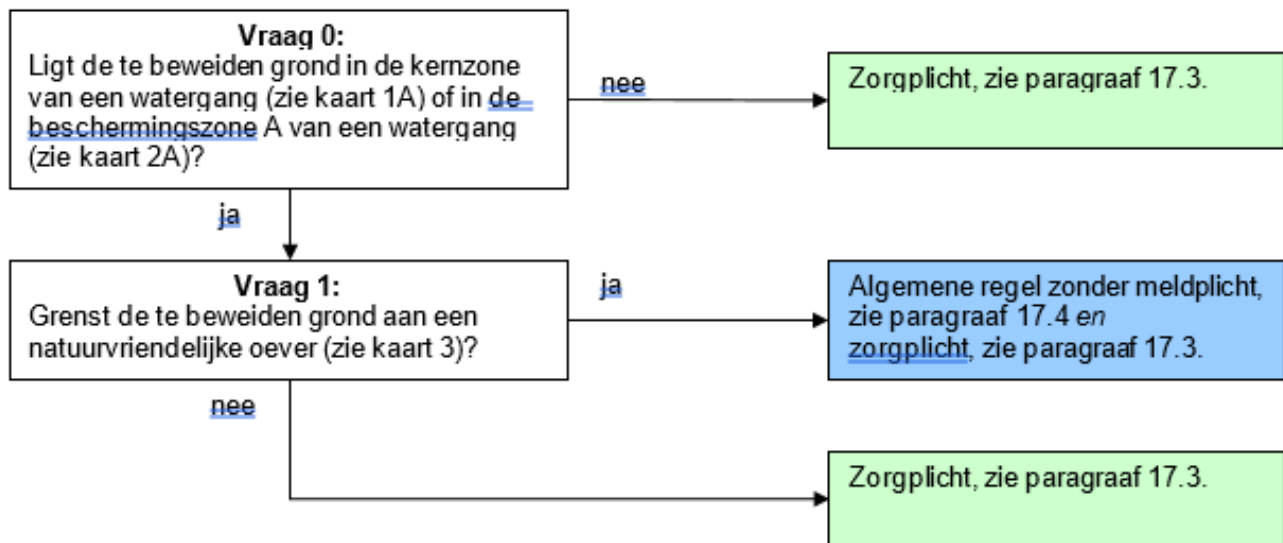 Vraag 0:
Ligt de te beweiden grond in de kernzone
van een watergang (zie kaart 1A) of in de
beschermingszone A van een watergang
(zie kaart 2A)?
nee
Zorgplicht, zie paragraaf 17.3.
ja
Vraag 1:
Grenst de te beweiden grond aan een
natuurvriendelijke oever (zie kaart 3)?
ja
Algemene regel zonder meldplicht,
zie paragraaf 17.4 en
zorgplicht, zie paragraaf 17.3.
nee
Zorgplicht, zie paragraaf 17.3.